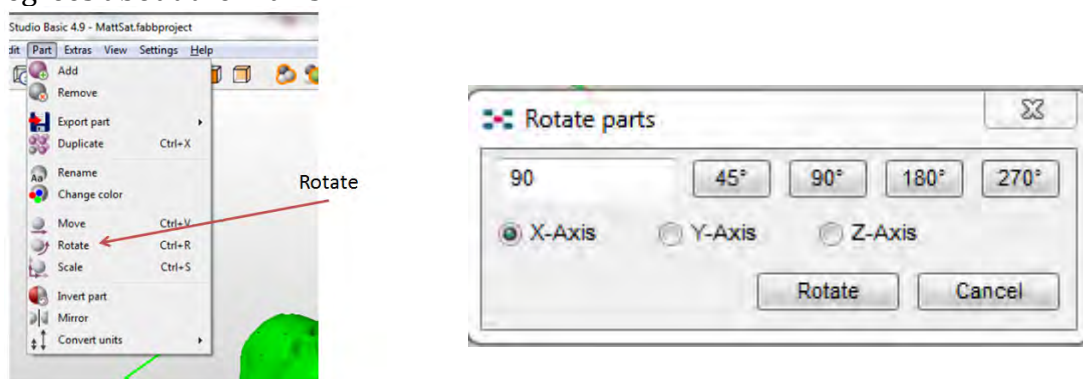 Studio Basic 4.9 - MattSat.fabbproject
dit Part Extras View Settings Help
Add
Remove
Export part
Duplicate Ctrl+X
Rename
Change color
Move Ctrl+V
Rotate Ctrl+R
Scale Ctrl+S
Invert part
Mirror
Convert units
Rotate
Rotate parts
90 45° 90° 180° 270°
X-Axis Y-Axis Z-Axis
Rotate Cancel